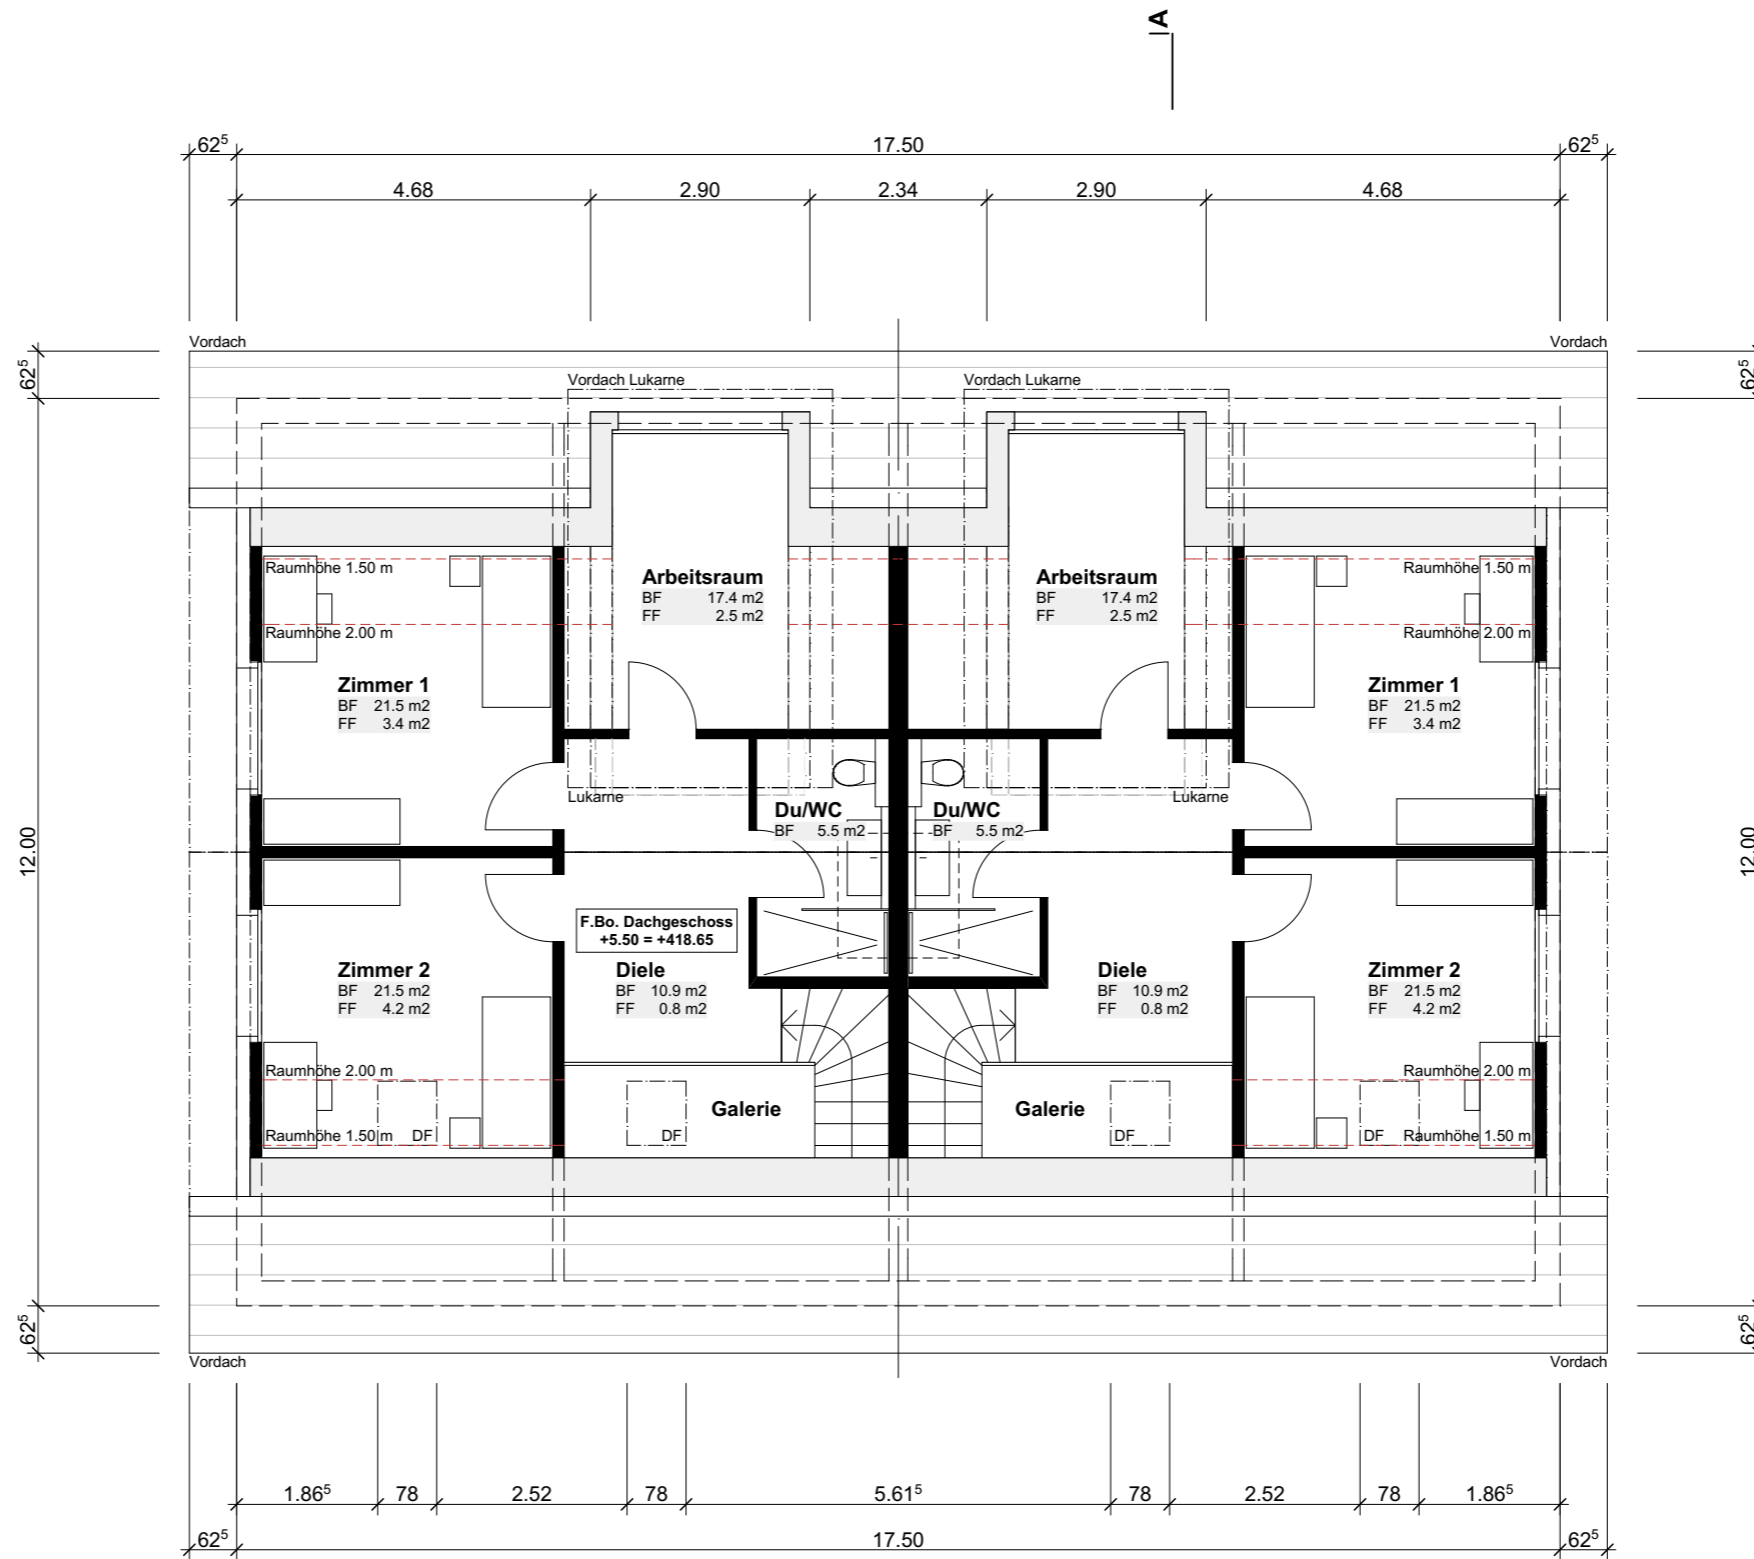 A
62⁵ 17.50 62⁵
4.68 2.90 2.34 2.90 4.68
Vordach Vordach
62⁵ 62⁵
Vordach Lukarne Vordach Lukarne
Raumhöhe 1.50 m Raumhöhe 1.50 m
Arbeitsraum Arbeitsraum
BF 17.4 m2 BF 17.4 m2
FF 2.5 m2 FF 2.5 m2
Raumhöhe 2.00 m Raumhöhe 2.00 m
Zimmer 1 Zimmer 1
BF 21.5 m2 BF 21.5 m2
FF 3.4 m2 FF 3.4 m2
Lukarne Lukarne
Du/WC Du/WC
BF 5.5 m2 BF 5.5 m2
12.00 12.00
F.Bo. Dachgeschoss
+5.50 = +418.65
Zimmer 2 Diele Diele Zimmer 2
BF 21.5 m2 BF 10.9 m2 BF 10.9 m2 BF 21.5 m2
FF 4.2 m2 FF 0.8 m2 FF 0.8 m2 FF 4.2 m2
Raumhöhe 2.00 m Raumhöhe 2.00 m
Galerie Galerie
Raumhöhe 1.50 m DF DF DF DF Raumhöhe 1.50 m
62⁵ 62⁵
Vordach Vordach
1.86⁵ 78 2.52 78 5.61⁵ 78 2.52 78 1.86⁵
62⁵ 17.50 62⁵